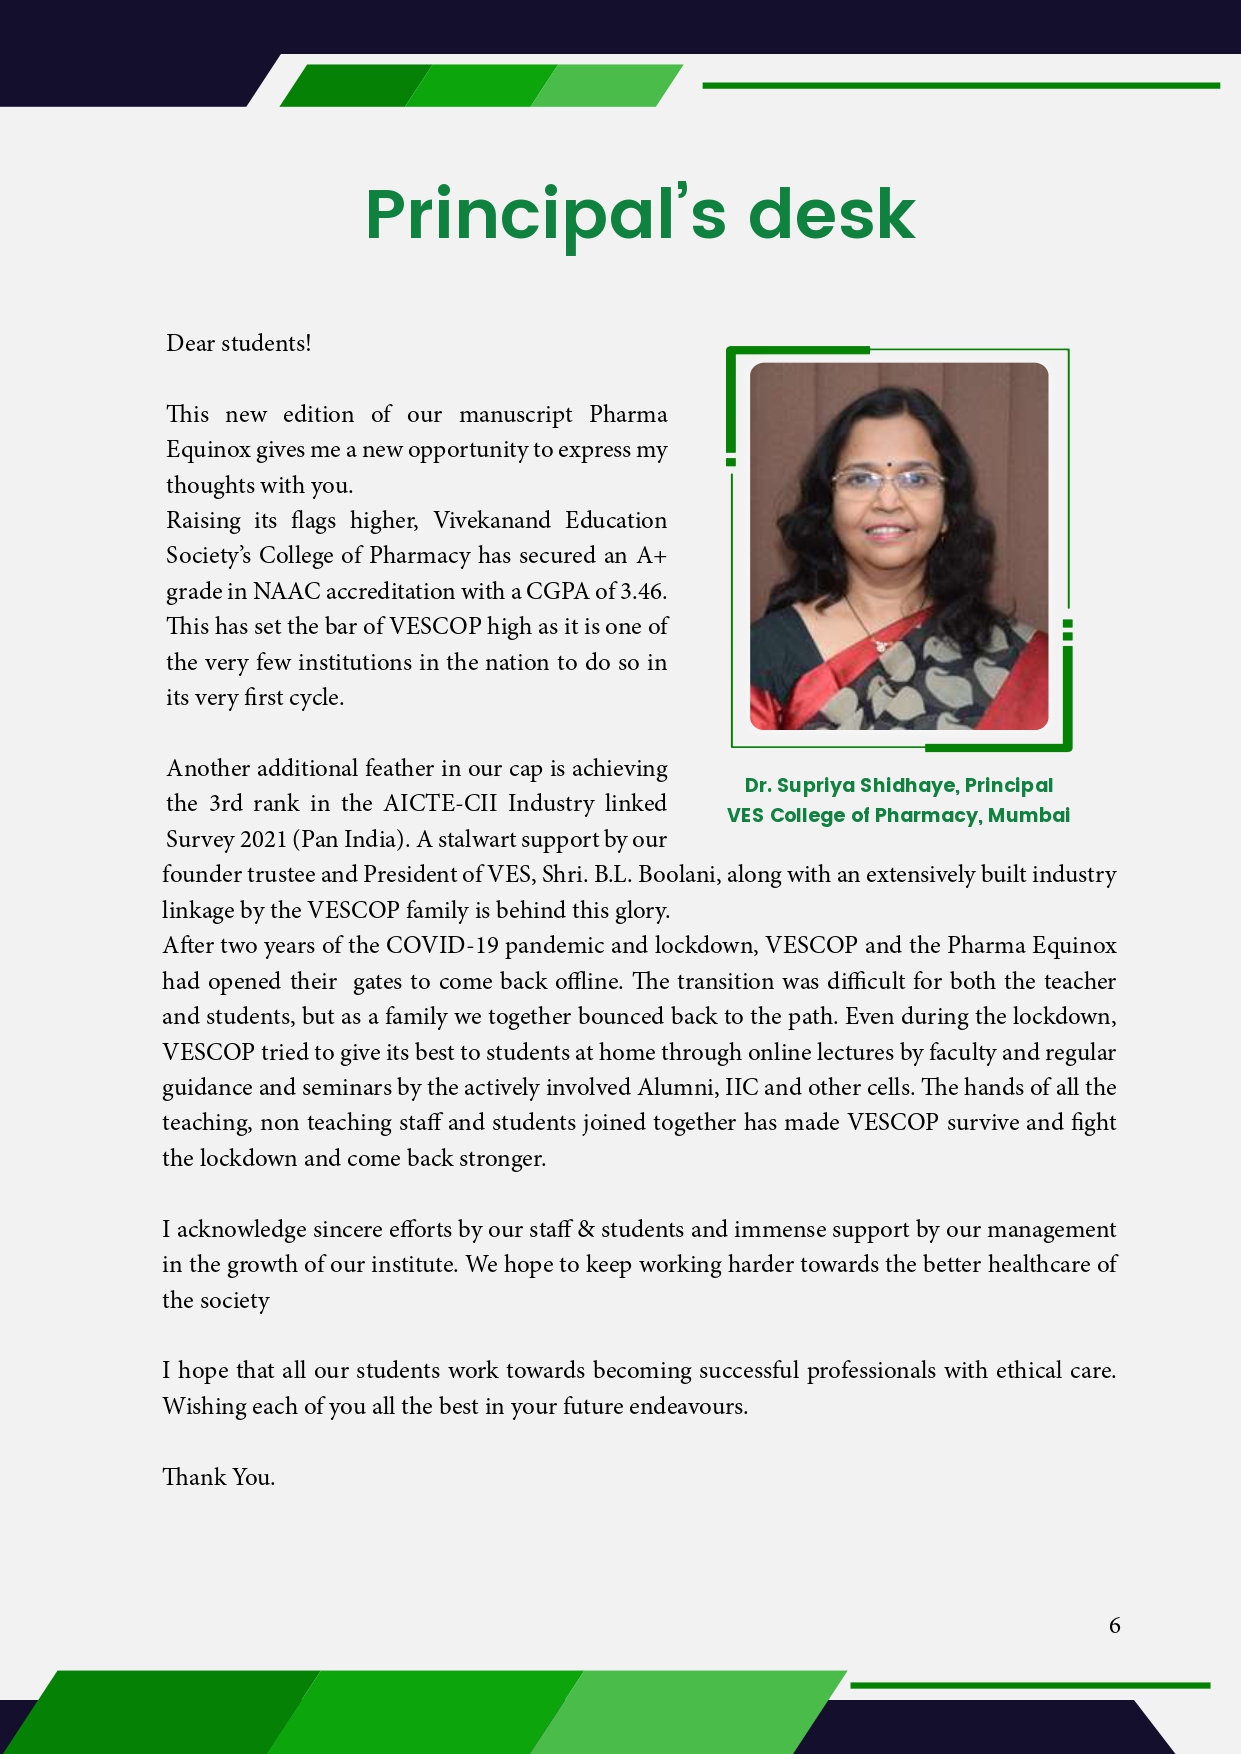 Principal’s desk
Dear students!
This new edition of our manuscript Pharma
Equinox gives me a new opportunity to express my
thoughts with you.
Raising its flags higher, Vivekanand Education
Society’s College of Pharmacy has secured an A+
grade in NAAC accreditation with a CGPA of 3.46.
This has set the bar of VESCOP high as it is one of
the very few institutions in the nation to do so in
its very first cycle.
Another additional feather in our cap is achieving
the 3rd rank in the AICTE-CII Industry linked
Survey 2021 (Pan India). A stalwart support by our
founder trustee and President of VES, Shri. B.L. Boolani, along with an extensively built industry
linkage by the VESCOP family is behind this glory.
After two years of the COVID-19 pandemic and lockdown, VESCOP and the Pharma Equinox
had opened their  gates to come back offline. The transition was difficult for both the teacher
and students, but as a family we together bounced back to the path. Even during the lockdown,
VESCOP tried to give its best to students at home through online lectures by faculty and regular
guidance and seminars by the actively involved Alumni, IIC and other cells. The hands of all the
teaching, non teaching staff and students joined together has made VESCOP survive and fight
the lockdown and come back stronger.
I acknowledge sincere efforts by our staff & students and immense support by our management
in the growth of our institute. We hope to keep working harder towards the better healthcare of
the society
I hope that all our students work towards becoming successful professionals with ethical care.
Wishing each of you all the best in your future endeavours.
Thank You.
Dr. Supriya Shidhaye, Principal
VES College of Pharmacy, Mumbai
6